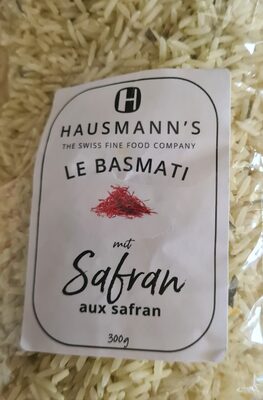 H
HAUSMANN'S
THE SWISS FINE FOOD COMPANY
LE BASMATI
mit
Safran
aux safran
300g